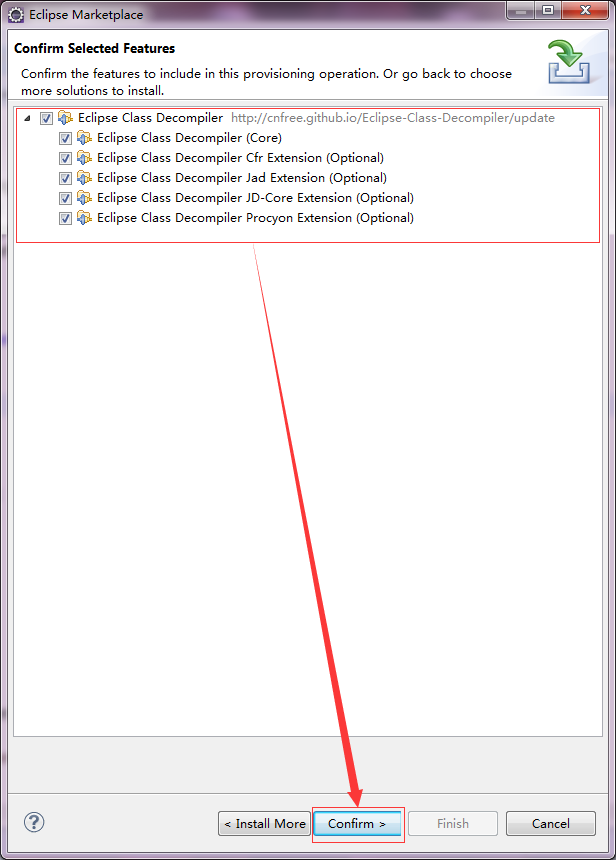 Eclipse Marketplace
Confirm Selected Features
Confirm the features to include in this provisioning operation. Or go back to choose
more solutions to install.
Eclipse Class Decompiler http://cnfree.github.io/Eclipse-Class-Decompiler/update
Eclipse Class Decompiler (Core)
Eclipse Class Decompiler Cfr Extension (Optional)
Eclipse Class Decompiler Jad Extension (Optional)
Eclipse Class Decompiler JD-Core Extension (Optional)
Eclipse Class Decompiler Procyon Extension (Optional)
? < Install More Confirm > Finish Cancel